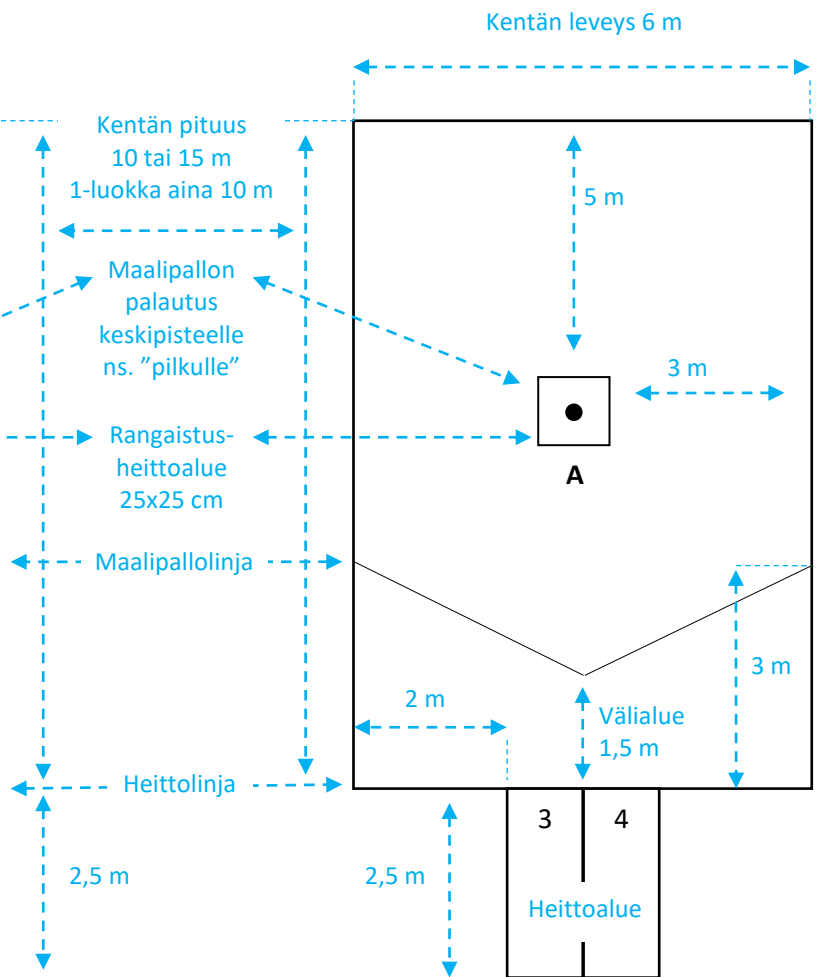 Kentän leveys 6 m
Kentän pituus
10 tai 15 m
1-luokka aina 10 m
5 m
Maalipallon
palautus
keskipisteelle
ns. ”pilkulle”
3 m
Rangaistus-
heittoalue
25x25 cm
A
Maalipallolinja
3 m
2 m
Välialue
1,5 m
Heittolinja
3
4
2,5 m
2,5 m
Heittoalue